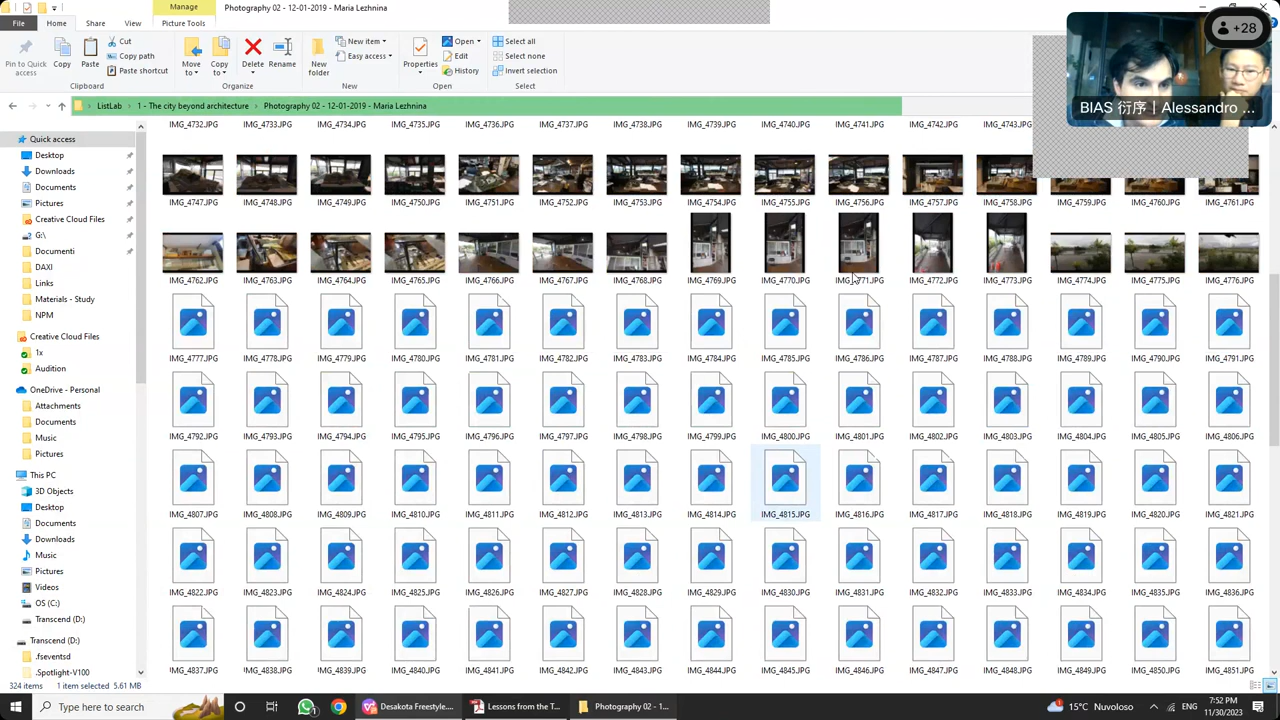 Manage
Photography 02 - 12-01-2019 - Maria Lezhnina
File
Home
Share
View
Picture Tools
+28
BIAS 衍序丨Alessandro ...
Pin to Quick access
Copy
Paste
Cut
Copy path
Paste shortcut
Clipboard
Move to
Copy to
Delete
Rename
Organize
New folder
New item
Easy access
New
Properties
Open
Edit
History
Open
Select all
Select none
Invert selection
Select
ListLab > 1 - The city beyond architecture > Photography 02 - 12-01-2019 - Maria Lezhnina
Quick access
Desktop
Downloads
Documents
Pictures
Creative Cloud Files
G:\
Documenti
DAXI
Links
Materials - Study
NPM
Creative Cloud Files
1x
Audition
OneDrive - Personal
Attachments
Documents
Music
Pictures
This PC
3D Objects
Desktop
Documents
Downloads
Music
Pictures
Videos
OS (C:)
Transcend (D:)
Transcend (D:)
.fseventsd
.Spotlight-V100
IMG_4732.JPG IMG_4733.JPG IMG_4734.JPG IMG_4735.JPG IMG_4736.JPG IMG_4737.JPG IMG_4738.JPG IMG_4739.JPG IMG_4740.JPG IMG_4741.JPG IMG_4742.JPG IMG_4743.JPG
IMG_4747.JPG IMG_4748.JPG IMG_4749.JPG IMG_4750.JPG IMG_4751.JPG IMG_4752.JPG IMG_4753.JPG IMG_4754.JPG IMG_4755.JPG IMG_4756.JPG IMG_4757.JPG IMG_4758.JPG IMG_4759.JPG IMG_4760.JPG IMG_4761.JPG
IMG_4762.JPG IMG_4763.JPG IMG_4764.JPG IMG_4765.JPG IMG_4766.JPG IMG_4767.JPG IMG_4768.JPG IMG_4769.JPG IMG_4770.JPG IMG_4771.JPG IMG_4772.JPG IMG_4773.JPG IMG_4774.JPG IMG_4775.JPG IMG_4776.JPG
IMG_4777.JPG IMG_4778.JPG IMG_4779.JPG IMG_4780.JPG IMG_4781.JPG IMG_4782.JPG IMG_4783.JPG IMG_4784.JPG IMG_4785.JPG IMG_4786.JPG IMG_4787.JPG IMG_4788.JPG IMG_4789.JPG IMG_4790.JPG IMG_4791.JPG
IMG_4792.JPG IMG_4793.JPG IMG_4794.JPG IMG_4795.JPG IMG_4796.JPG IMG_4797.JPG IMG_4798.JPG IMG_4799.JPG IMG_4800.JPG IMG_4801.JPG IMG_4802.JPG IMG_4803.JPG IMG_4804.JPG IMG_4805.JPG IMG_4806.JPG
IMG_4807.JPG IMG_4808.JPG IMG_4809.JPG IMG_4810.JPG IMG_4811.JPG IMG_4812.JPG IMG_4813.JPG IMG_4814.JPG IMG_4815.JPG IMG_4816.JPG IMG_4817.JPG IMG_4818.JPG IMG_4819.JPG IMG_4820.JPG IMG_4821.JPG
IMG_4822.JPG IMG_4823.JPG IMG_4824.JPG IMG_4825.JPG IMG_4826.JPG IMG_4827.JPG IMG_4828.JPG IMG_4829.JPG IMG_4830.JPG IMG_4831.JPG IMG_4832.JPG IMG_4833.JPG IMG_4834.JPG IMG_4835.JPG IMG_4836.JPG
IMG_4837.JPG IMG_4838.JPG IMG_4839.JPG IMG_4840.JPG IMG_4841.JPG IMG_4842.JPG IMG_4843.JPG IMG_4844.JPG IMG_4845.JPG IMG_4846.JPG IMG_4847.JPG IMG_4848.JPG IMG_4849.JPG IMG_4850.JPG IMG_4851.JPG
324 items 1 item selected 5.61 MB
Type here to search
Desakota Freestyle....
Lessons from the T...
Photography 02 - 1...
15°C Nuvoloso
ENG
7:52 PM
11/30/2023